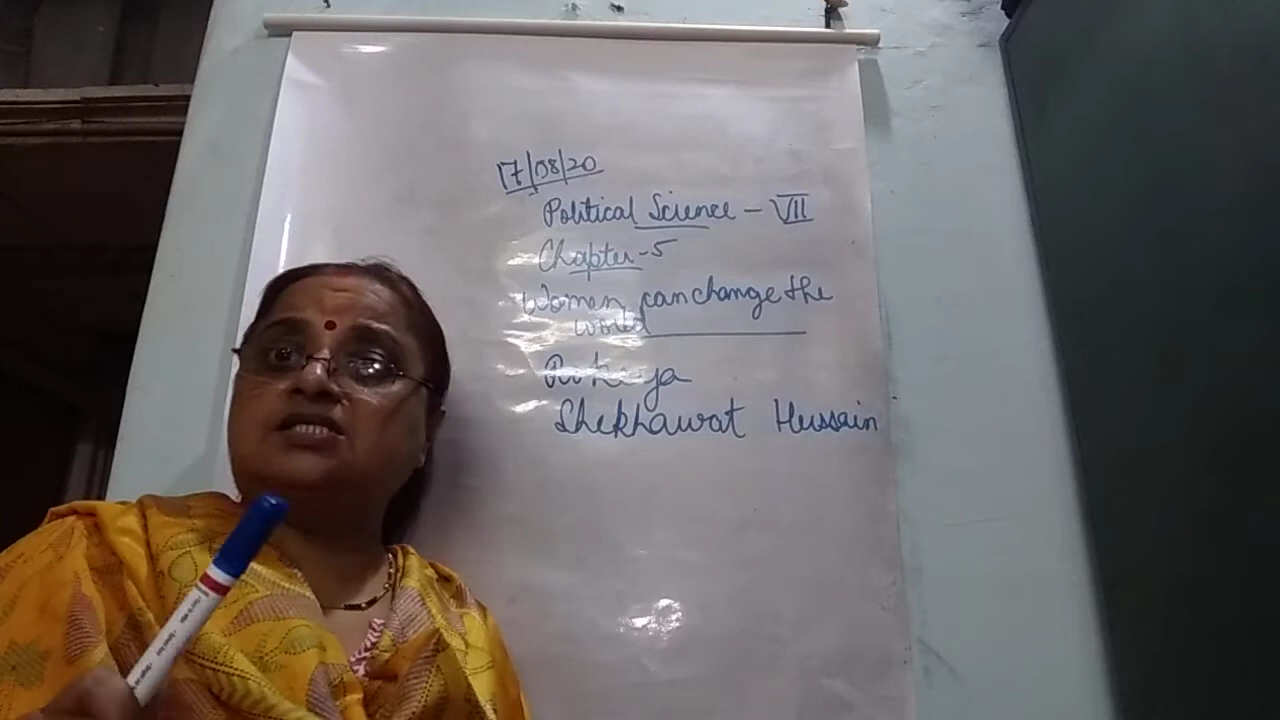 17/08/20
Political Science - VII
Chapter-5
Women can change the
world
Rokeya
Shekhawat Hussain